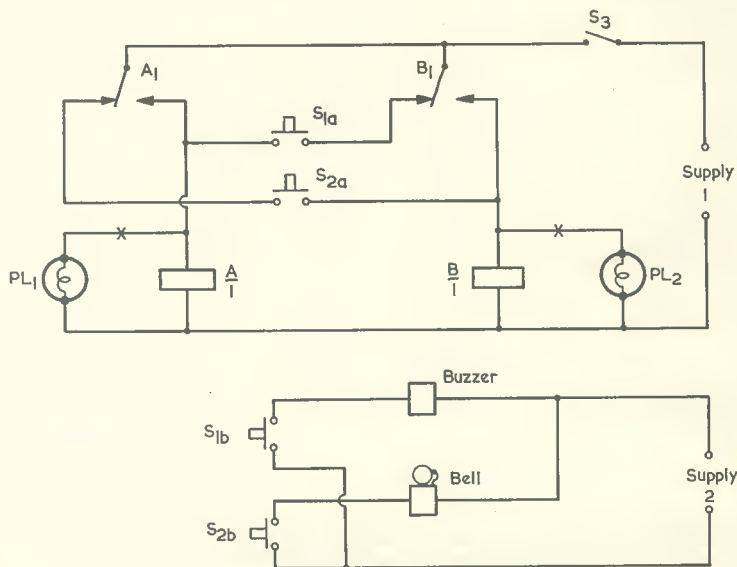 S3
A1
B1
S1a
S2a
Supply
1
PL1
A
1
B
1
PL2
Buzzer
S1b
Bell
Supply
2
S2b